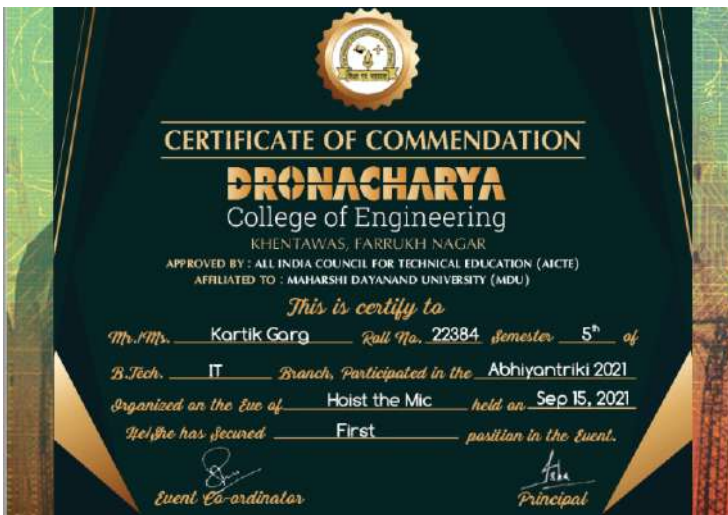 CERTIFICATE OF COMMENDATION
DRONACHARYA
College of Engineering
KHENTAWAS, FARRUKH NAGAR
APPROVED BY : ALL INDIA COUNCIL FOR TECHNICAL EDUCATION (AICTE)
AFFILIATED TO : MAHARSHI DAYANAND UNIVERSITY (MDU)
This is certify to
Mr./Ms. Kartik Garg Roll No. 22384 Semester 5th of
B.Tech. IT Branch, Participated in the Abhiyantriki 2021
Organized on the Eve of Hoist the Mic held on Sep 15, 2021
He/She has Secured First position in the Event.
Event Co-ordinator Principal